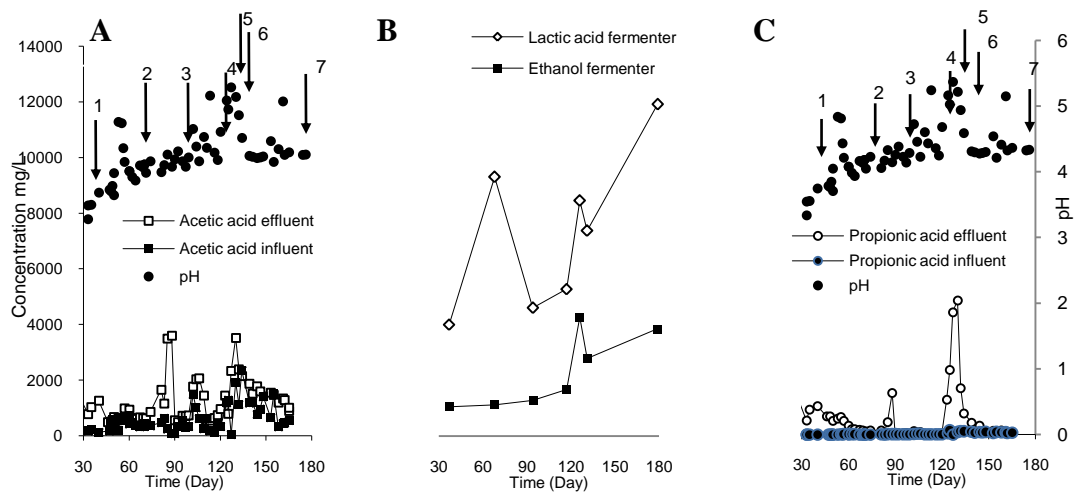 A
B
C
14000
12000
10000
8000
6000
4000
2000
0
Concentration mg/L
1
2
3
4
5
6
7
Acetic acid effluent
Acetic acid influent
pH
30 60 90 120 150 180
Time (Day)
Lactic acid fermenter
Ethanol fermenter
30 60 90 120 150 180
Time (Day)
1
2
3
4
5
6
7
Propionic acid effluent
Propionic acid influent
pH
30 60 90 120 150 180
Time (Day)
6
5
4
3
2
1
0
pH